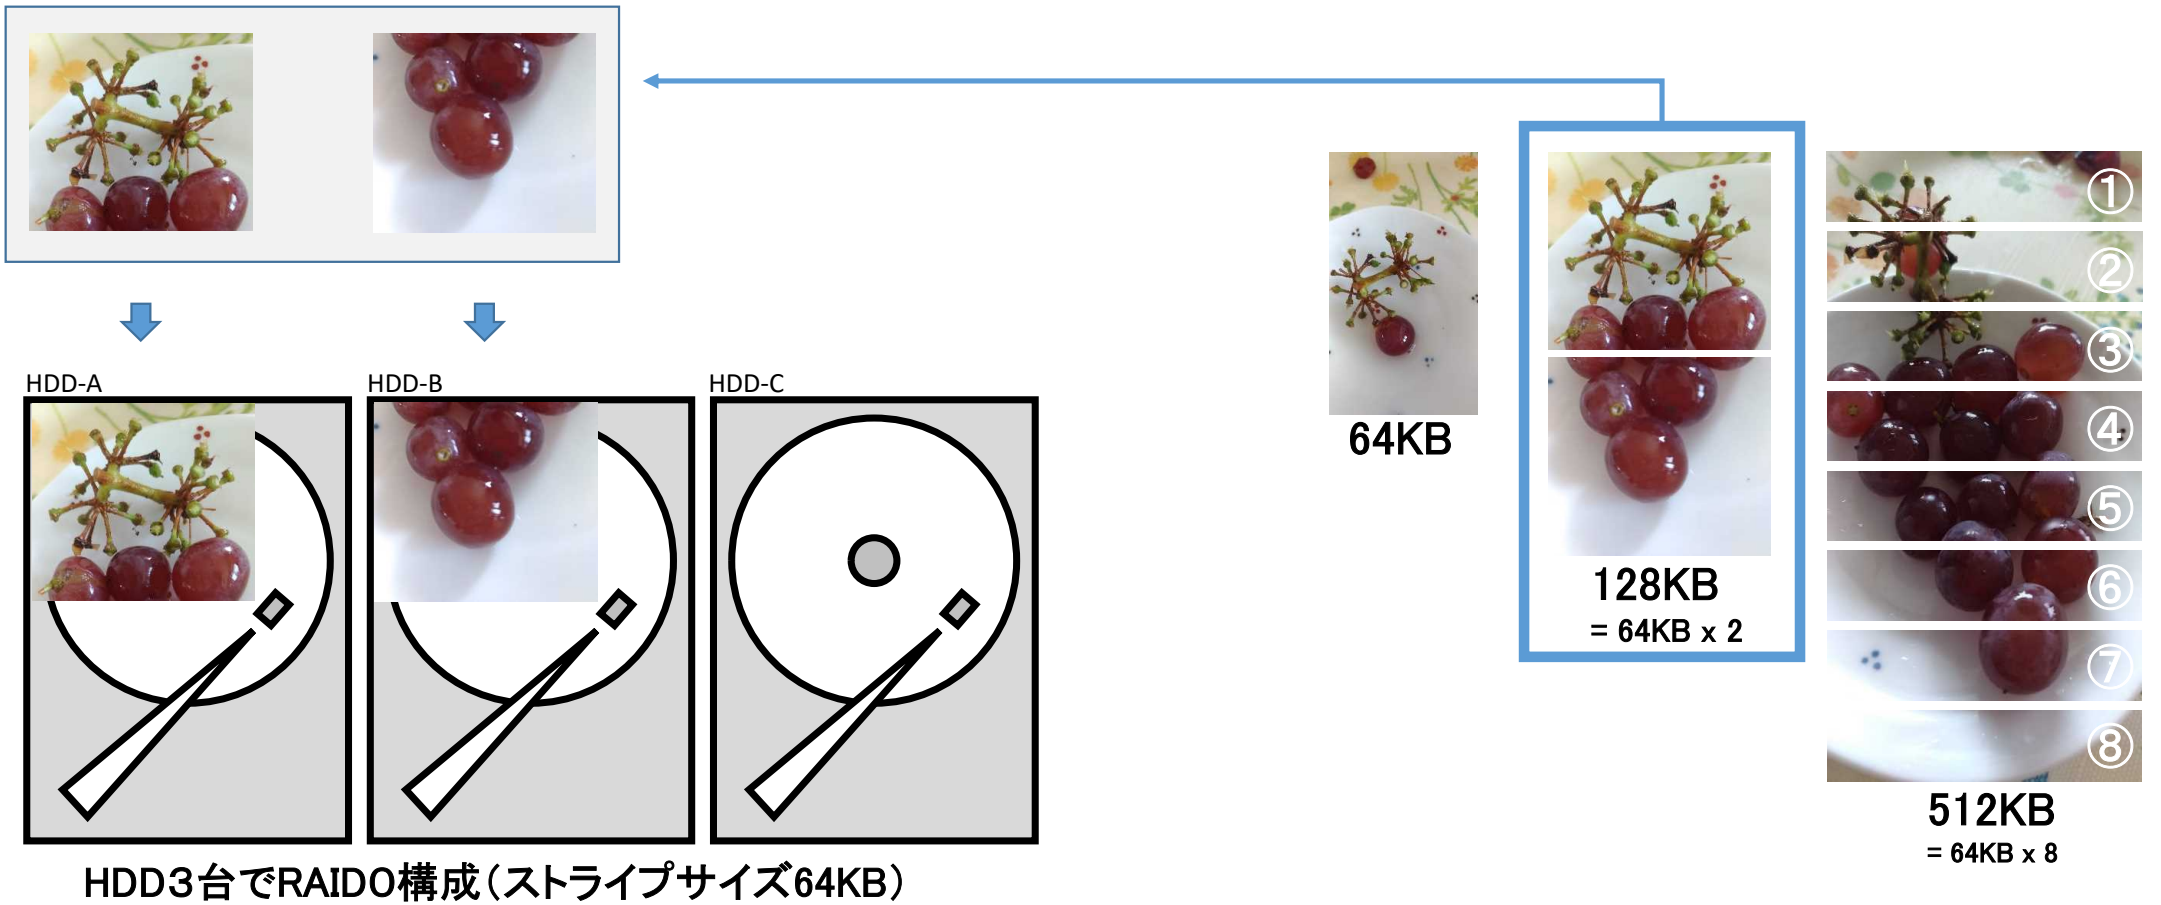 HDD-A
HDD-B
HDD-C
HDD3台でRAID0構成（ストライプサイズ64KB）
64KB
128KB
= 64KB x 2
①
②
③
④
⑤
⑥
⑦
⑧
512KB
= 64KB x 8